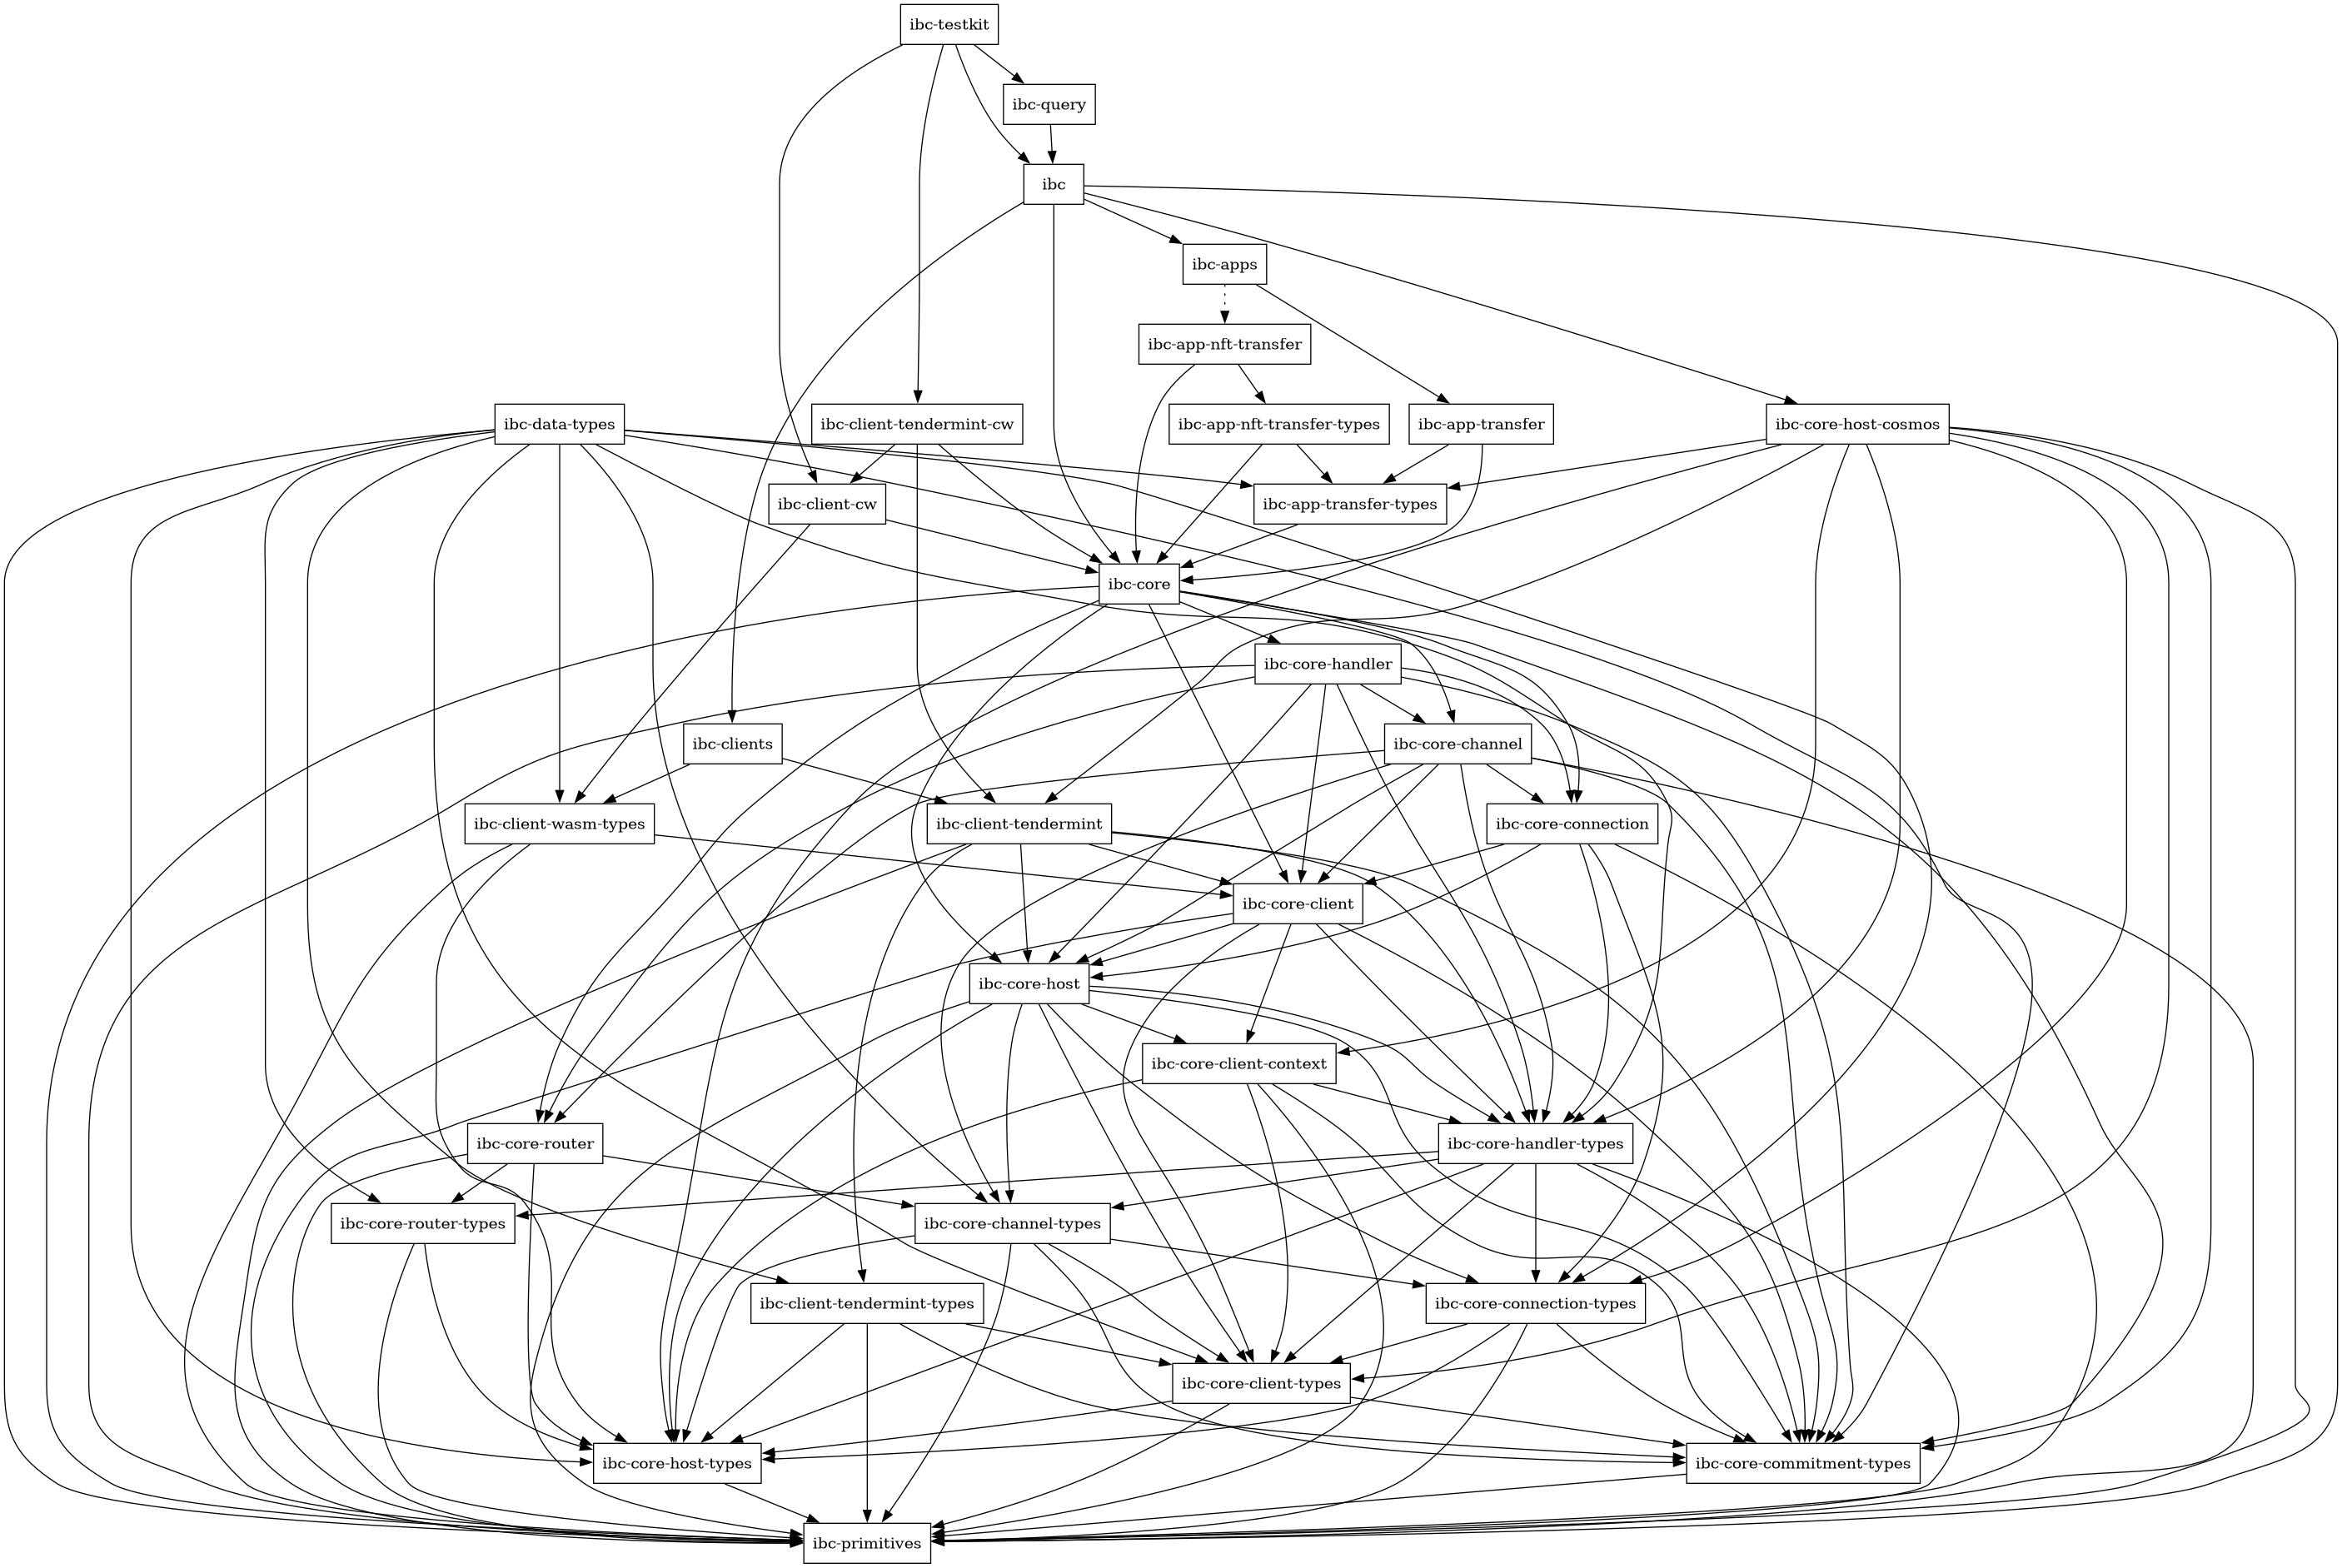 ibc-testkit
ibc-query
ibc
ibc-apps
ibc-app-nft-transfer
ibc-data-types
ibc-client-tendermint-cw
ibc-app-nft-transfer-types
ibc-app-transfer
ibc-core-host-cosmos
ibc-client-cw
ibc-app-transfer-types
ibc-core
ibc-core-handler
ibc-clients
ibc-core-channel
ibc-client-wasm-types
ibc-client-tendermint
ibc-core-connection
ibc-core-client
ibc-core-host
ibc-core-client-context
ibc-core-router
ibc-core-handler-types
ibc-core-router-types
ibc-core-channel-types
ibc-client-tendermint-types
ibc-core-connection-types
ibc-core-client-types
ibc-core-host-types
ibc-core-commitment-types
ibc-primitives